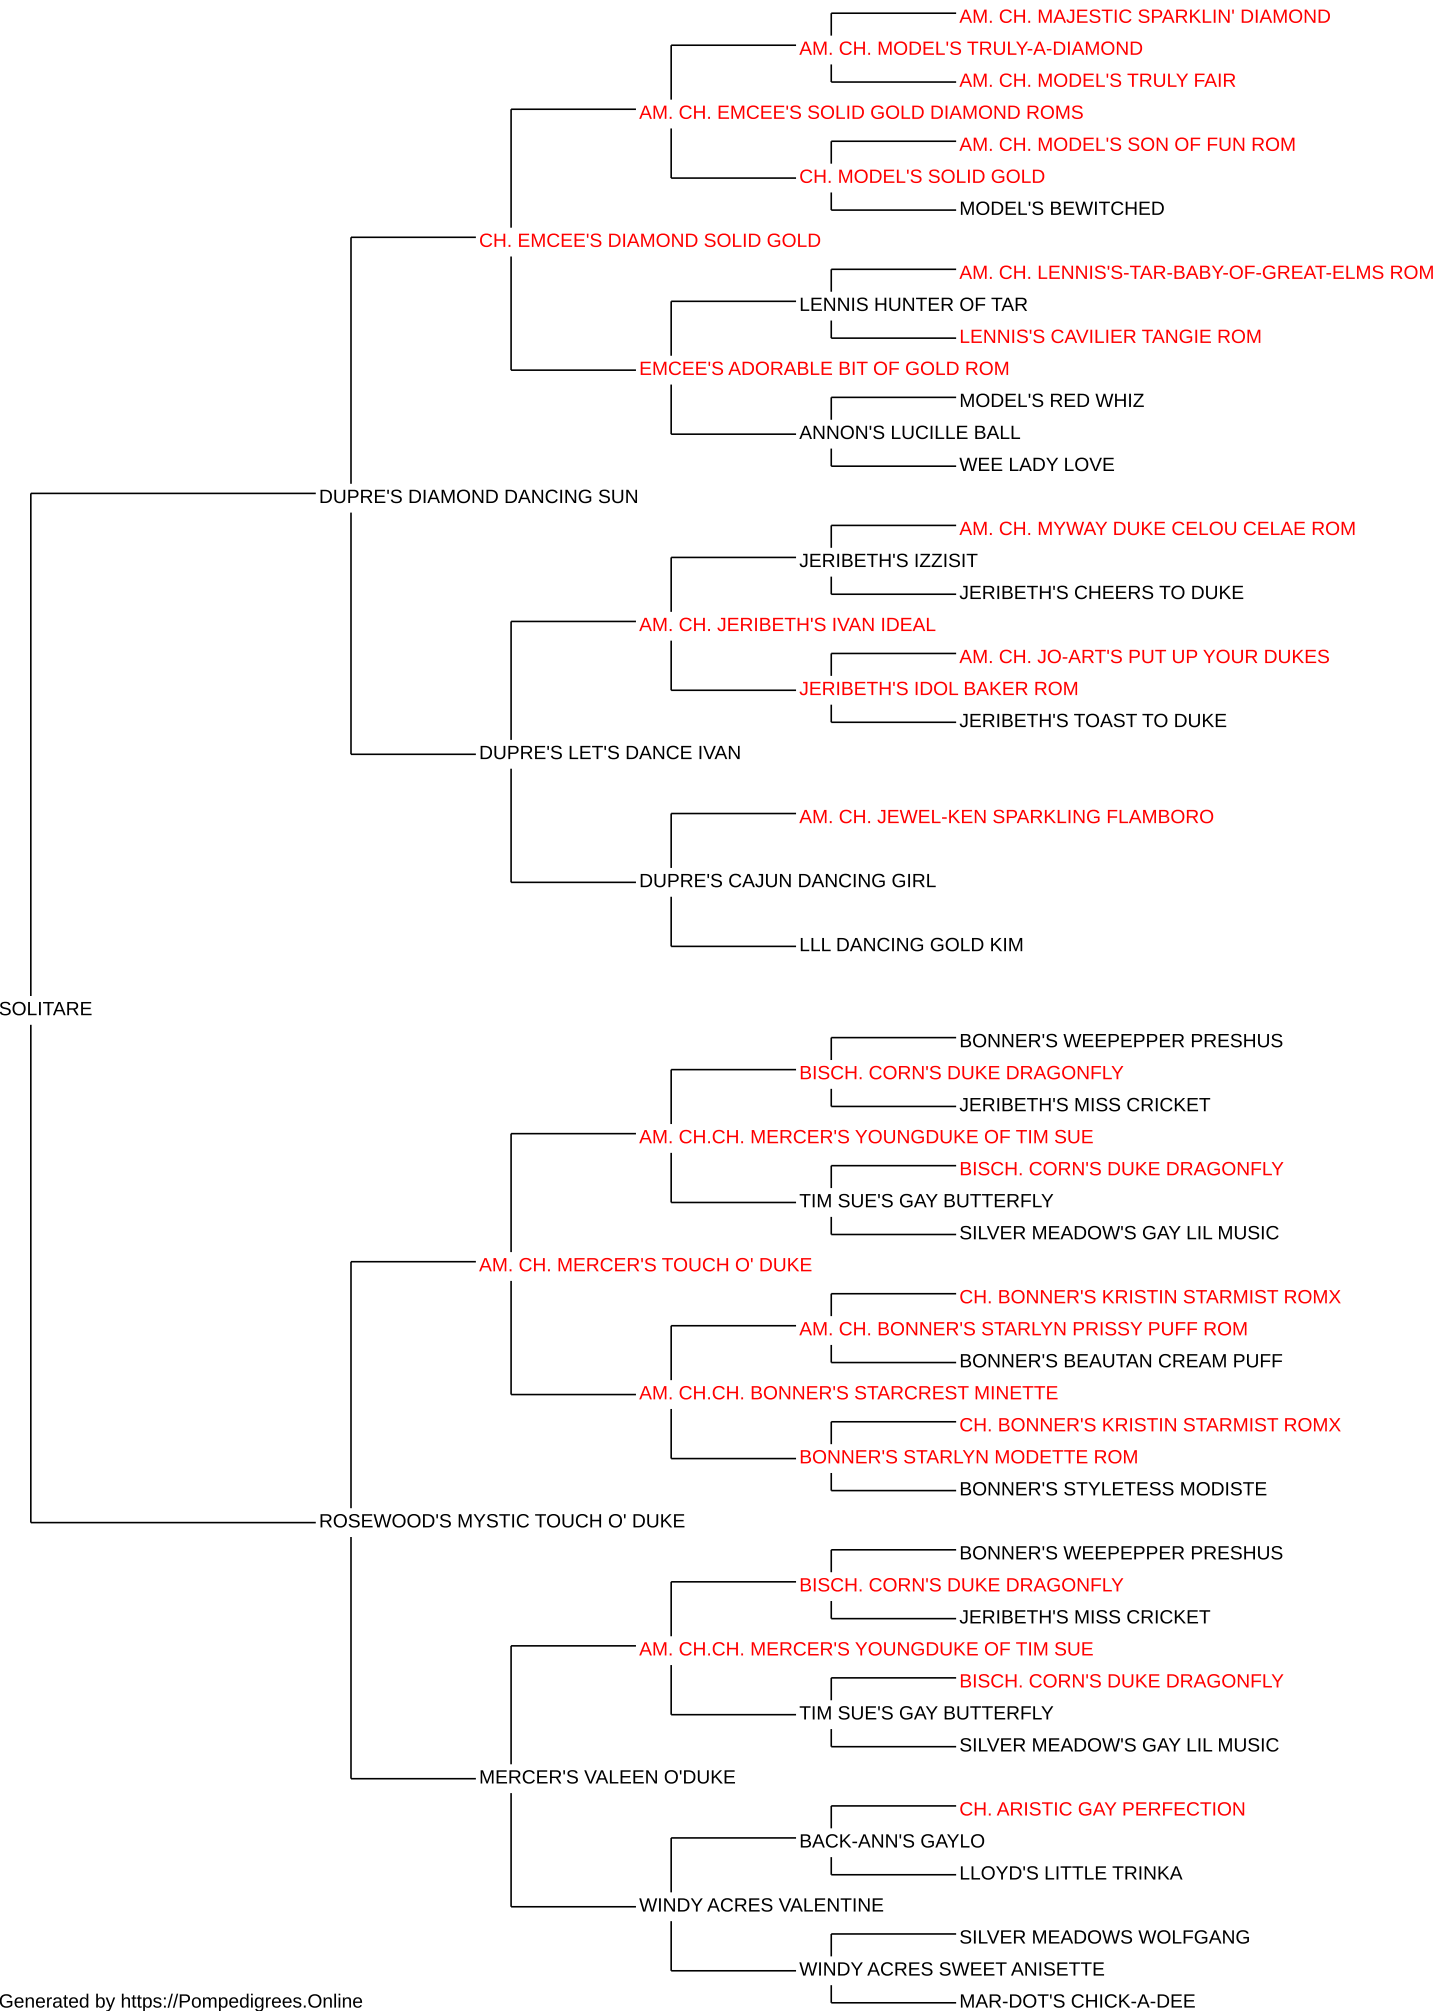 AM. CH. MAJESTIC SPARKLIN' DIAMOND
AM. CH. MODEL'S TRULY-A-DIAMOND
AM. CH. MODEL'S TRULY FAIR
AM. CH. EMCEE'S SOLID GOLD DIAMOND ROMS
AM. CH. MODEL'S SON OF FUN ROM
CH. MODEL'S SOLID GOLD
MODEL'S BEWITCHED
CH. EMCEE'S DIAMOND SOLID GOLD
AM. CH. LENNIS'S-TAR-BABY-OF-GREAT-ELMS ROM
LENNIS HUNTER OF TAR
LENNIS'S CAVILIER TANGIE ROM
EMCEE'S ADORABLE BIT OF GOLD ROM
MODEL'S RED WHIZ
ANNON'S LUCILLE BALL
WEE LADY LOVE
DUPRE'S DIAMOND DANCING SUN
AM. CH. MYWAY DUKE CELOU CELAE ROM
JERIBETH'S IZZISIT
JERIBETH'S CHEERS TO DUKE
AM. CH. JERIBETH'S IVAN IDEAL
AM. CH. JO-ART'S PUT UP YOUR DUKES
JERIBETH'S IDOL BAKER ROM
JERIBETH'S TOAST TO DUKE
DUPRE'S LET'S DANCE IVAN
AM. CH. JEWEL-KEN SPARKLING FLAMBORO
DUPRE'S CAJUN DANCING GIRL
LLL DANCING GOLD KIM
SOLITARE
BONNER'S WEEPEPPER PRESHUS
BISCH. CORN'S DUKE DRAGONFLY
JERIBETH'S MISS CRICKET
AM. CH.CH. MERCER'S YOUNGDUKE OF TIM SUE
BISCH. CORN'S DUKE DRAGONFLY
TIM SUE'S GAY BUTTERFLY
SILVER MEADOW'S GAY LIL MUSIC
AM. CH. MERCER'S TOUCH O' DUKE
CH. BONNER'S KRISTIN STARMIST ROMX
AM. CH. BONNER'S STARLYN PRISSY PUFF ROM
BONNER'S BEAUTAN CREAM PUFF
AM. CH.CH. BONNER'S STARCREST MINETTE
CH. BONNER'S KRISTIN STARMIST ROMX
BONNER'S STARLYN MODETTE ROM
BONNER'S STYLETESS MODISTE
ROSEWOOD'S MYSTIC TOUCH O' DUKE
BONNER'S WEEPEPPER PRESHUS
BISCH. CORN'S DUKE DRAGONFLY
JERIBETH'S MISS CRICKET
AM. CH.CH. MERCER'S YOUNGDUKE OF TIM SUE
BISCH. CORN'S DUKE DRAGONFLY
TIM SUE'S GAY BUTTERFLY
SILVER MEADOW'S GAY LIL MUSIC
MERCER'S VALEEN O'DUKE
CH. ARISTIC GAY PERFECTION
BACK-ANN'S GAYLO
LLOYD'S LITTLE TRINKA
WINDY ACRES VALENTINE
SILVER MEADOWS WOLFGANG
WINDY ACRES SWEET ANISETTE
MAR-DOT'S CHICK-A-DEE
Generated by https://Pompedigrees.Online